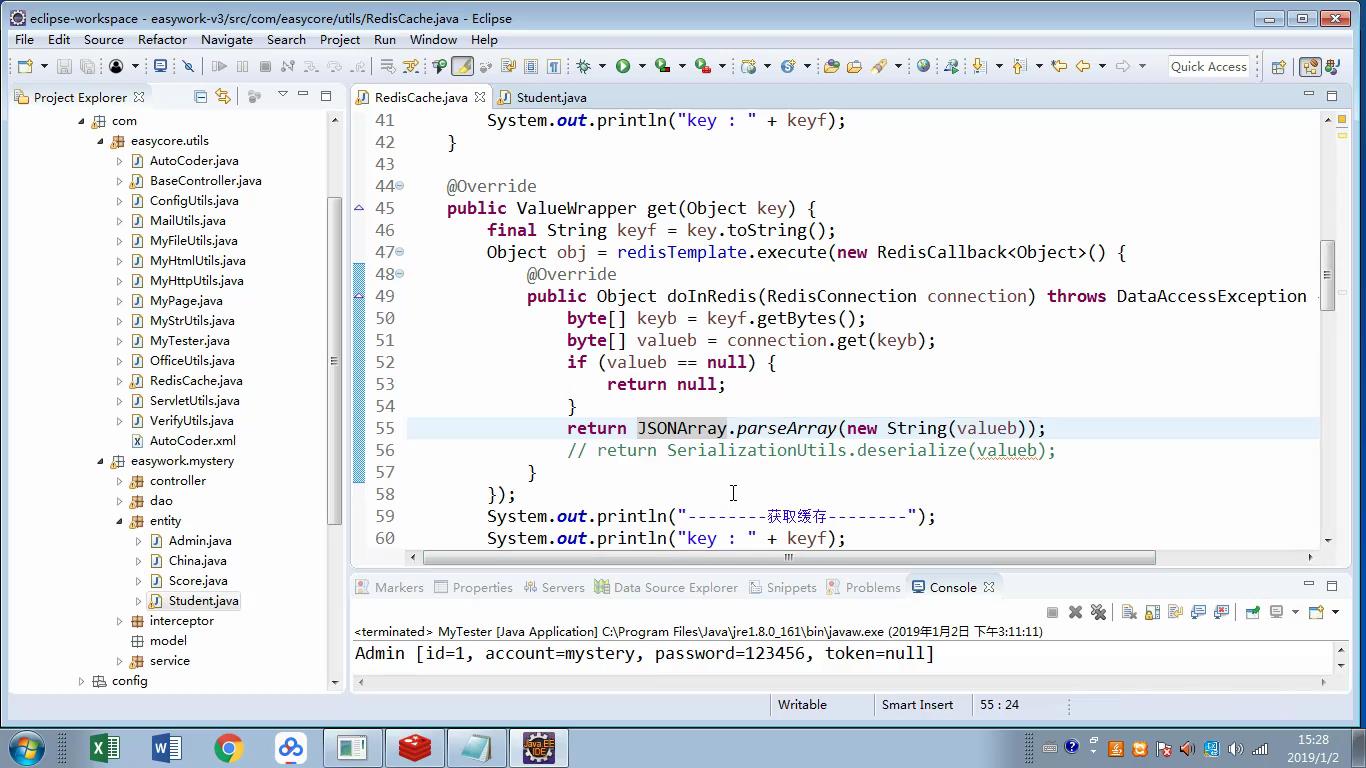 eclipse-workspace - easywork-v3/src/com/easycore/utils/RedisCache.java - Eclipse
File Edit Source Refactor Navigate Search Project Run Window Help
Quick Access
Project Explorer
com
easycore.utils
AutoCoder.java
BaseController.java
ConfigUtils.java
MailUtils.java
MyFileUtils.java
MyHtmlUtils.java
MyHttpUtils.java
MyPage.java
MyStrUtils.java
MyTester.java
OfficeUtils.java
RedisCache.java
ServletUtils.java
VerifyUtils.java
AutoCoder.xml
easywork.mystery
controller
dao
entity
Admin.java
China.java
Score.java
Student.java
interceptor
model
service
config
RedisCache.java Student.java
41 System.out.println("key : " + keyf);
42 }
43
44 @Override
45 public ValueWrapper get(Object key) {
46 final String keyf = key.toString();
47 Object obj = redisTemplate.execute(new RedisCallback<Object>() {
48 @Override
49 public Object doInRedis(RedisConnection connection) throws DataAccessException
50 byte[] keyb = keyf.getBytes();
51 byte[] valueb = connection.get(keyb);
52 if (valueb == null) {
53 return null;
54 }
55 return JSONArray.parseArray(new String(valueb));
56 // return SerializationUtils.deserialize(valueb);
57 }
58 });
59 System.out.println("--------获取缓存--------");
60 System.out.println("key : " + keyf);
Markers Properties Servers Data Source Explorer Snippets Problems Console
<terminated> MyTester [Java Application] C:\Program Files\Java\jre1.8.0_161\bin\javaw.exe (2019年1月2日 下午3:11:11)
Admin [id=1, account=mystery, password=123456, token=null]
Writable Smart Insert 55 : 24
Java EE
IDE
15:28
2019/1/2